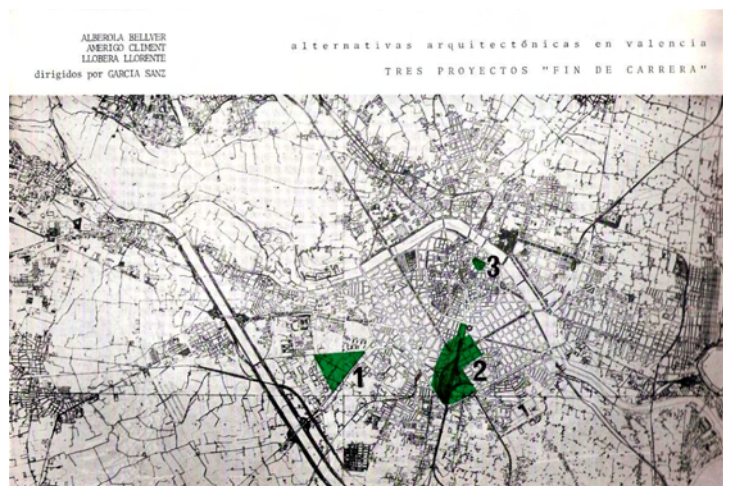 ALBEROLA BELLVER
AMERIGO CLIMENT
LLOBERA LLORENTE
dirigidos por GARCIA SANZ
alternativas arquitectónicas en valencia
TRES PROYECTOS "FIN DE CARRERA"
3
1
2